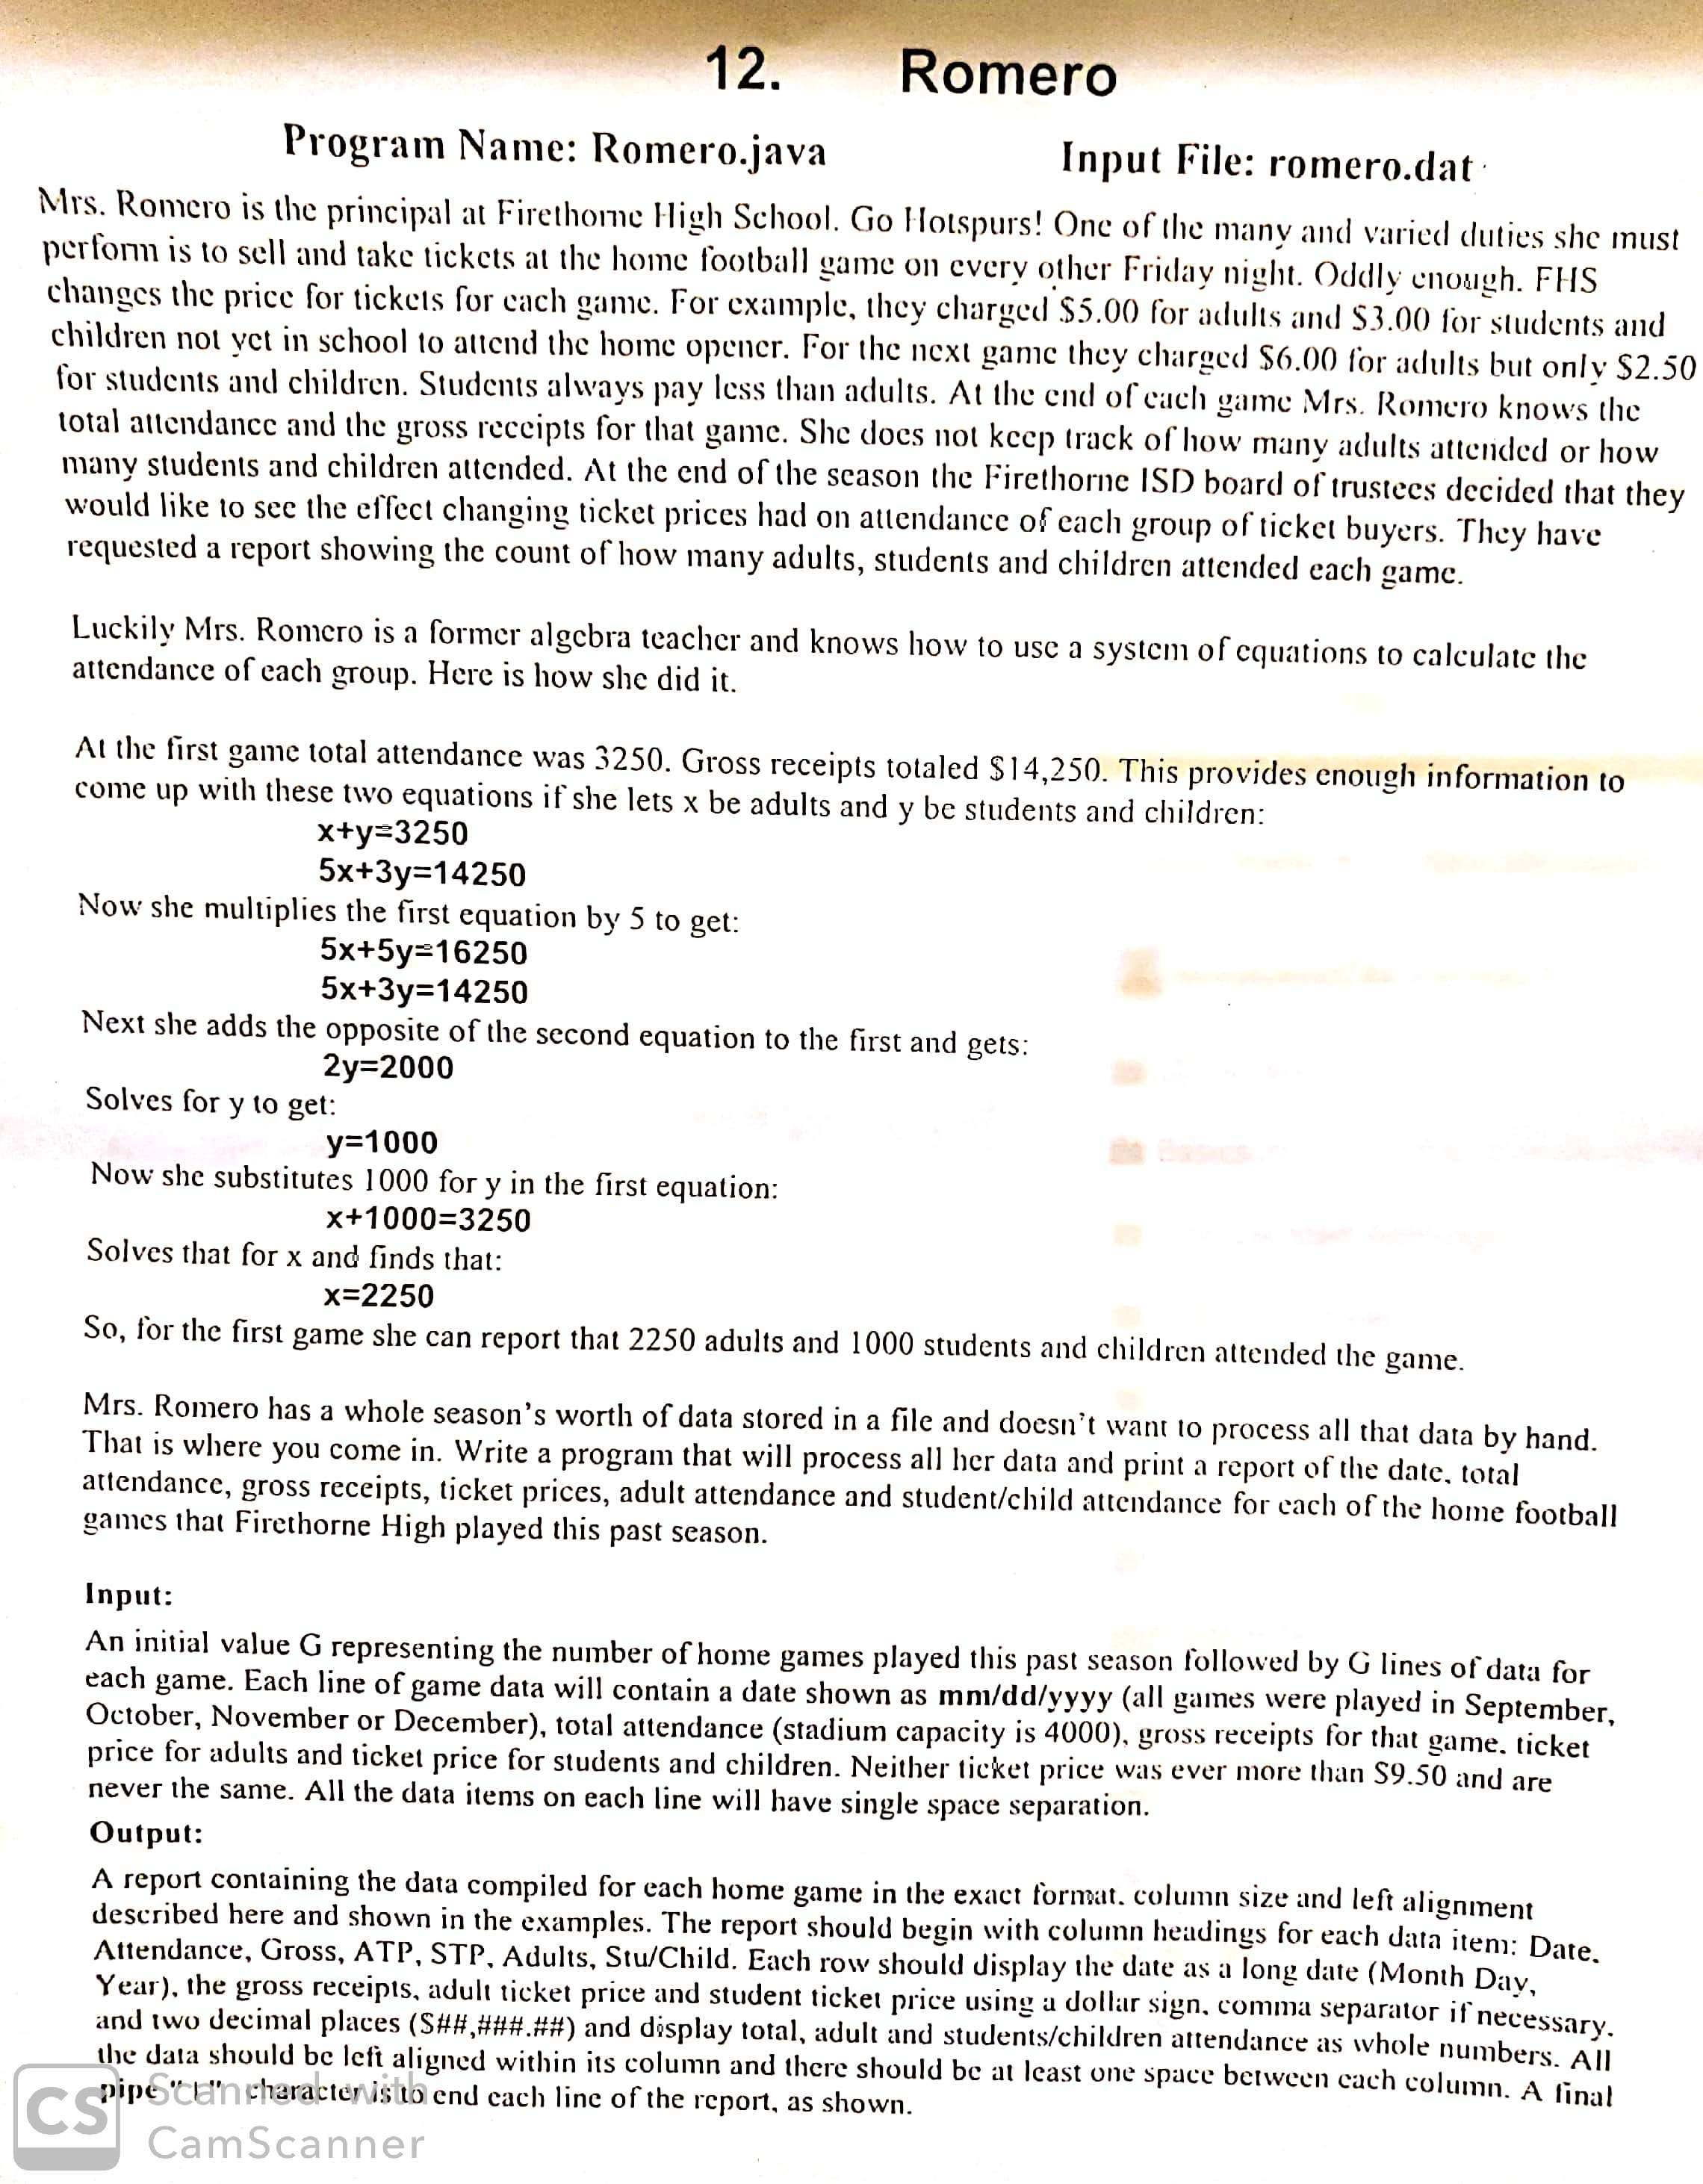 12. Romero
Program Name: Romero.java Input File: romero.dat
Mrs. Romero is the principal at Firethorne High School. Go Hotspurs! One of the many and varied duties she must
perform is to sell and take tickets at the home football game on every other Friday night. Oddly enough. FHS
changes the price for tickets for each game. For example, they charged $5.00 for adults and $3.00 for students and
children not yet in school to attend the home opener. For the next game they charged $6.00 for adults but only $2.50
for students and children. Students always pay less than adults. At the end of each game Mrs. Romero knows the
total attendance and the gross receipts for that game. She does not keep track of how many adults attended or how
many students and children attended. At the end of the season the Firethorne ISD board of trustees decided that they
would like to see the effect changing ticket prices had on attendance of each group of ticket buyers. They have
requested a report showing the count of how many adults, students and children attended each game.
Luckily Mrs. Romero is a former algebra teacher and knows how to use a system of equations to calculate the
attendance of each group. Here is how she did it.
At the first game total attendance was 3250. Gross receipts totaled $14,250. This provides enough information to
come up with these two equations if she lets x be adults and y be students and children:
x+y=3250
5x+3y=14250
Now she multiplies the first equation by 5 to get:
5x+5y=16250
5x+3y=14250
Next she adds the opposite of the second equation to the first and gets:
2y=2000
Solves for y to get:
y=1000
Now she substitutes 1000 for y in the first equation:
x+1000=3250
Solves that for x and finds that:
x=2250
So, for the first game she can report that 2250 adults and 1000 students and children attended the game.
Mrs. Romero has a whole season's worth of data stored in a file and doesn't want to process all that data by hand.
That is where you come in. Write a program that will process all her data and print a report of the date, total
attendance, gross receipts, ticket prices, adult attendance and student/child attendance for each of the home football
games that Firethorne High played this past season.
Input:
An initial value G representing the number of home games played this past season followed by G lines of data for
each game. Each line of game data will contain a date shown as mm/dd/yyyy (all games were played in September,
October, November or December), total attendance (stadium capacity is 4000), gross receipts for that game. ticket
price for adults and ticket price for students and children. Neither ticket price was ever more than $9.50 and are
never the same. All the data items on each line will have single space separation.
Output:
A report containing the data compiled for each home game in the exact format. column size and left alignment
described here and shown in the examples. The report should begin with column headings for each data item: Date.
Attendance, Gross, ATP, STP, Adults, Stu/Child. Each row should display the date as a long date (Month Day,
Year), the gross receipts, adult ticket price and student ticket price using a dollar sign, comma separator if necessary.
and two decimal places ($##,###.##) and display total, adult and students/children attendance as whole numbers. All
the data should be left aligned within its column and there should be at least one space between each column. A final
pipe "|" character is to end each line of the report, as shown.
CS Scanned with
CamScanner